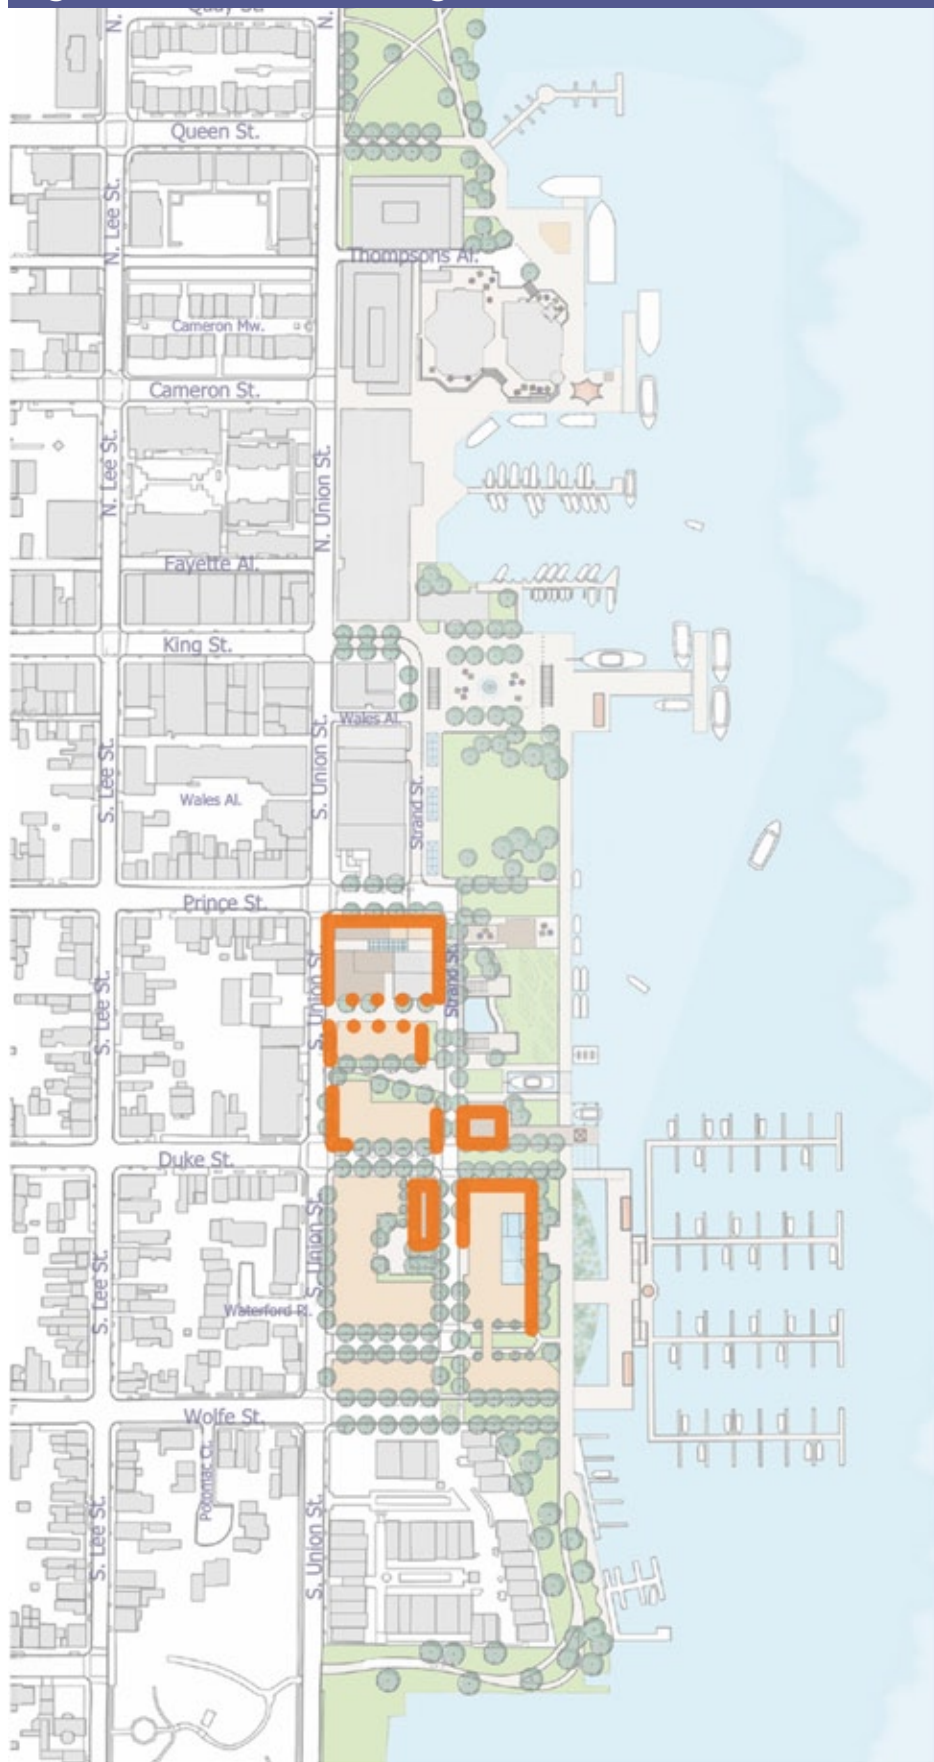 N.
N.
Queen St.
N. Lee St.
Thompsons Al.
Cameron Mw.
Cameron St.
N. Lee St.
N. Union St.
Fayette Al.
King St.
Wales Al.
S. Lee St.
S. Union St.
Strand St.
Wales Al.
Prince St.
S. Lee St.
S. Union St.
Strand St.
Duke St.
S. Lee St.
S. Union St.
Wolfe St.
Potomac Ct.
S. Lee St.
S. Union St.